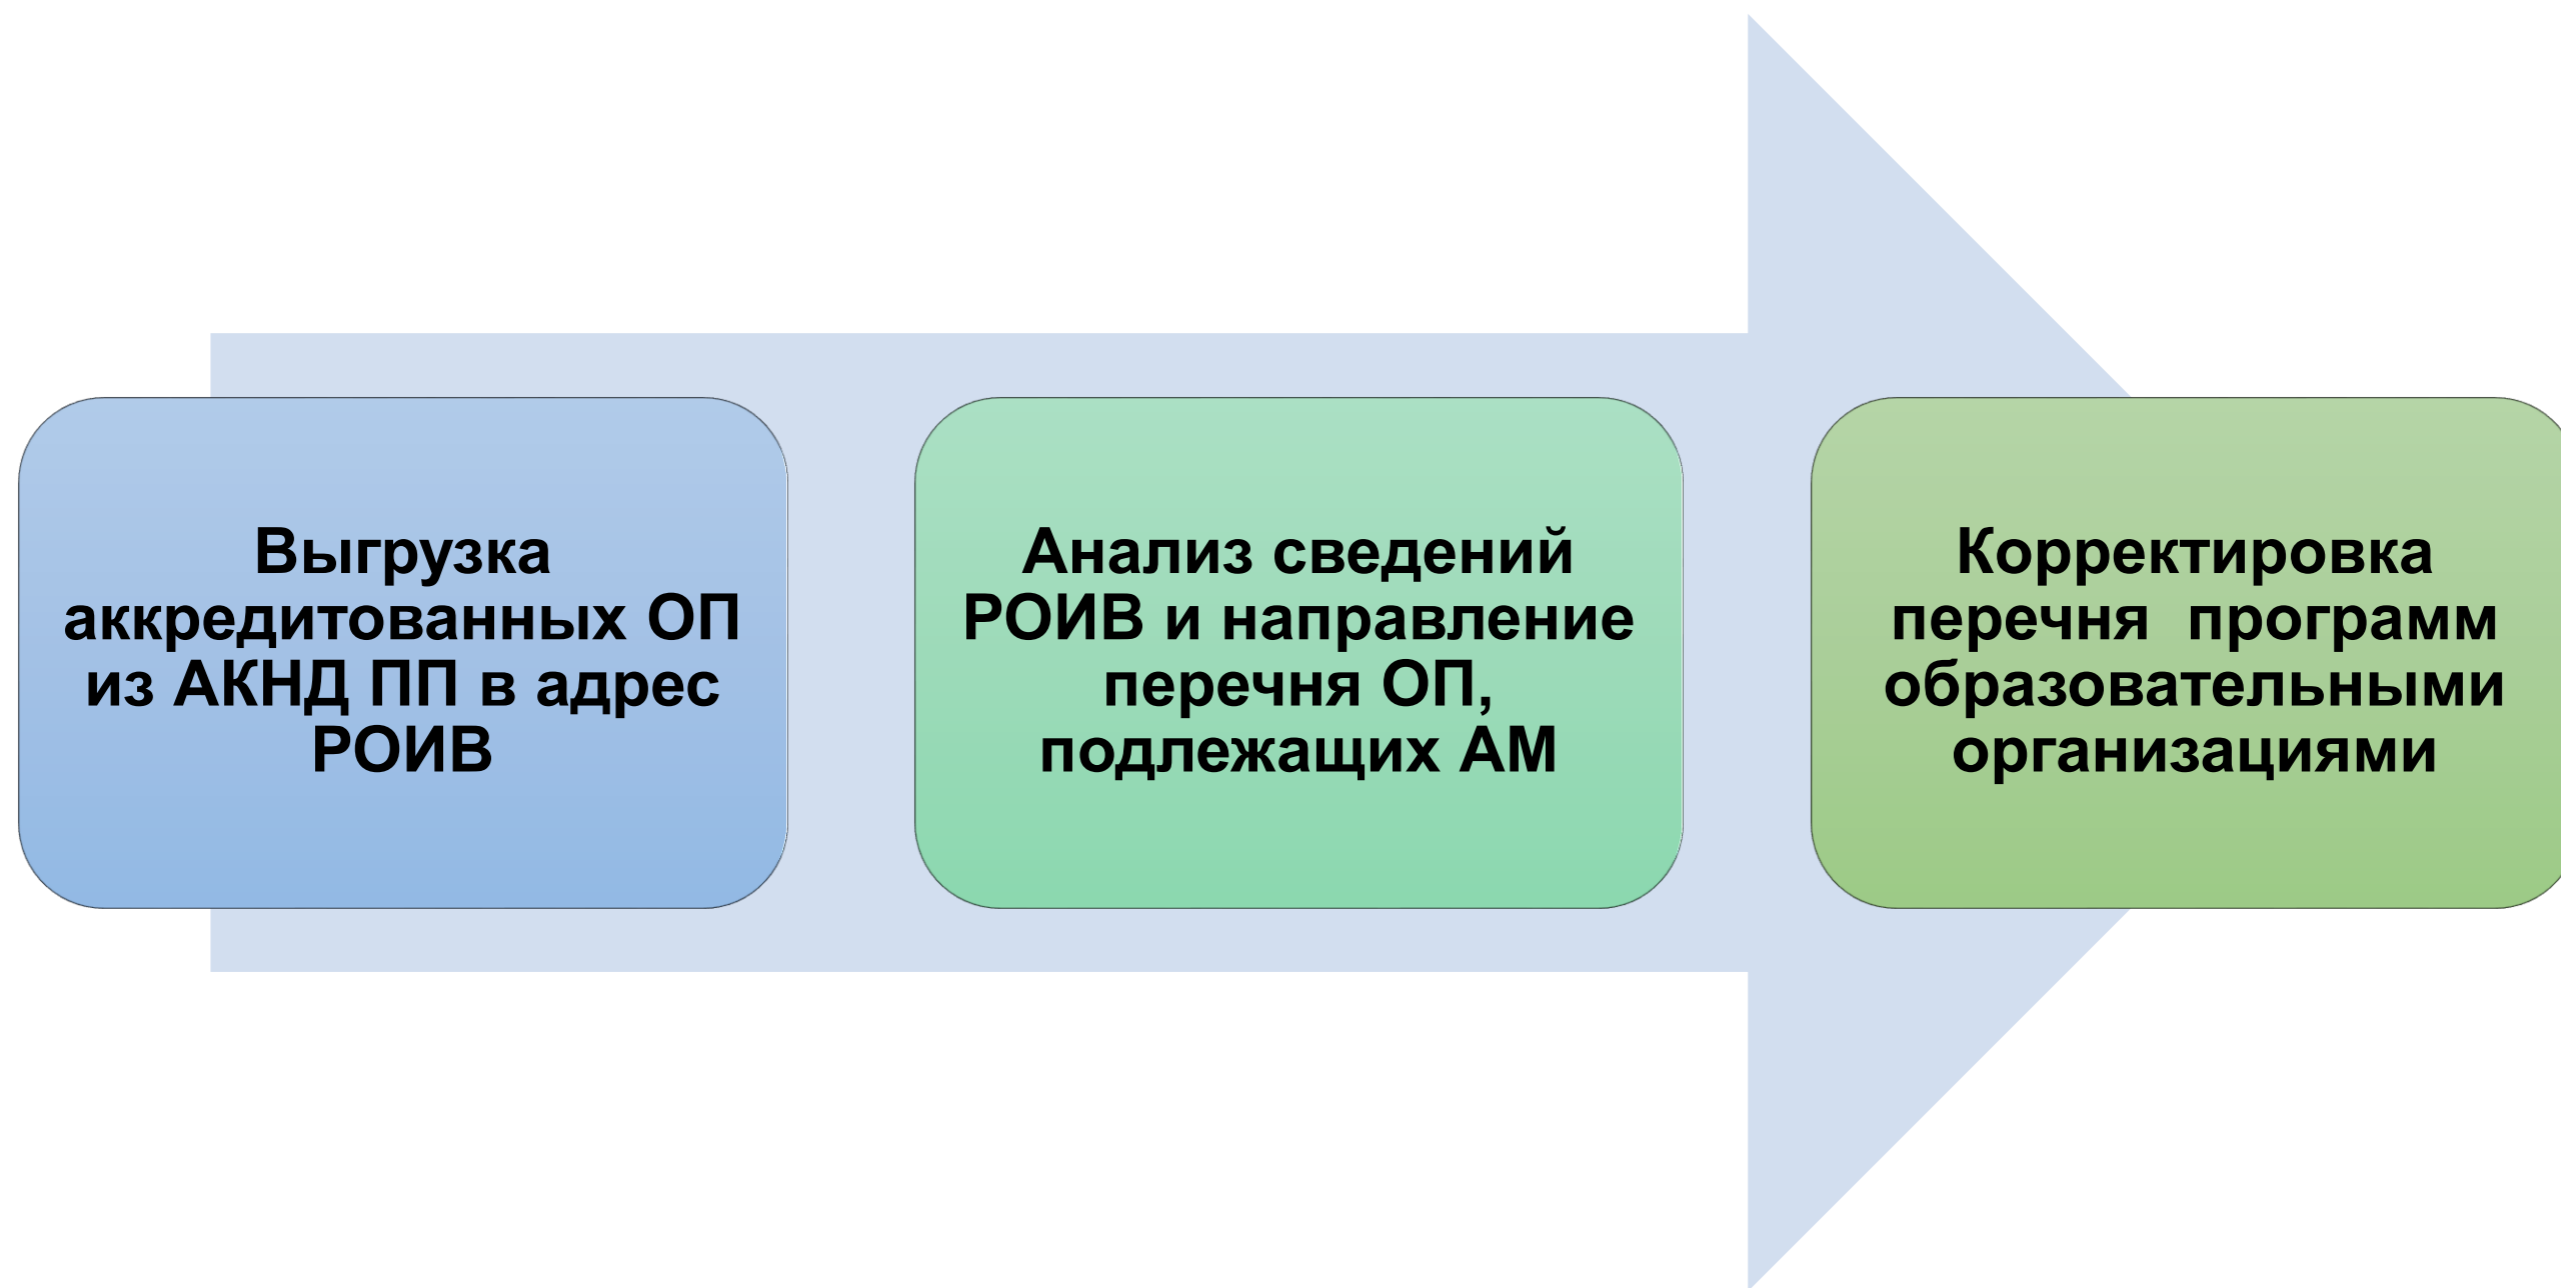 Выгрузка
аккредитованных ОП
из АКНД ПП в адрес
РОИВ
Анализ сведений
РОИВ и направление
перечня ОП,
подлежащих АМ
Корректировка
перечня  программ
образовательными
организациями